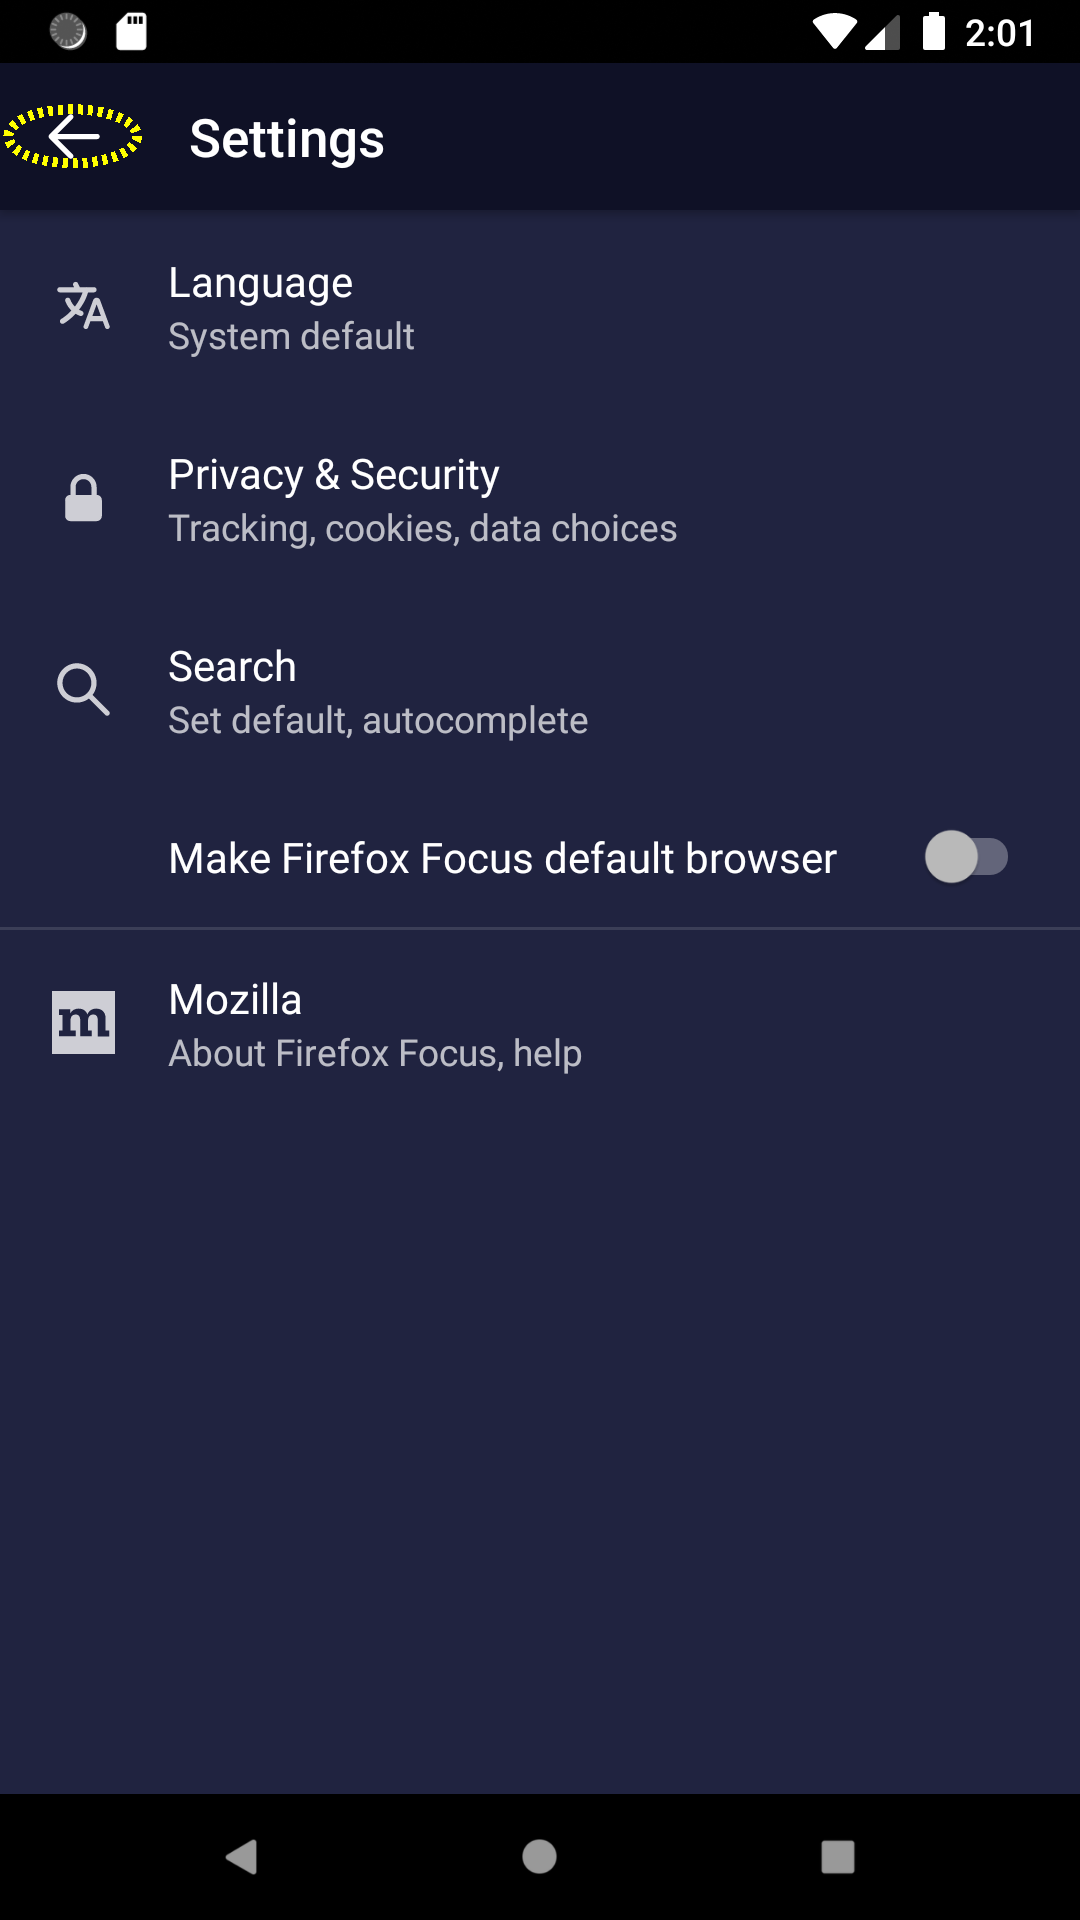 2:01
Settings
Language
System default
Privacy & Security
Tracking, cookies, data choices
Search
Set default, autocomplete
Make Firefox Focus default browser
m
Mozilla
About Firefox Focus, help